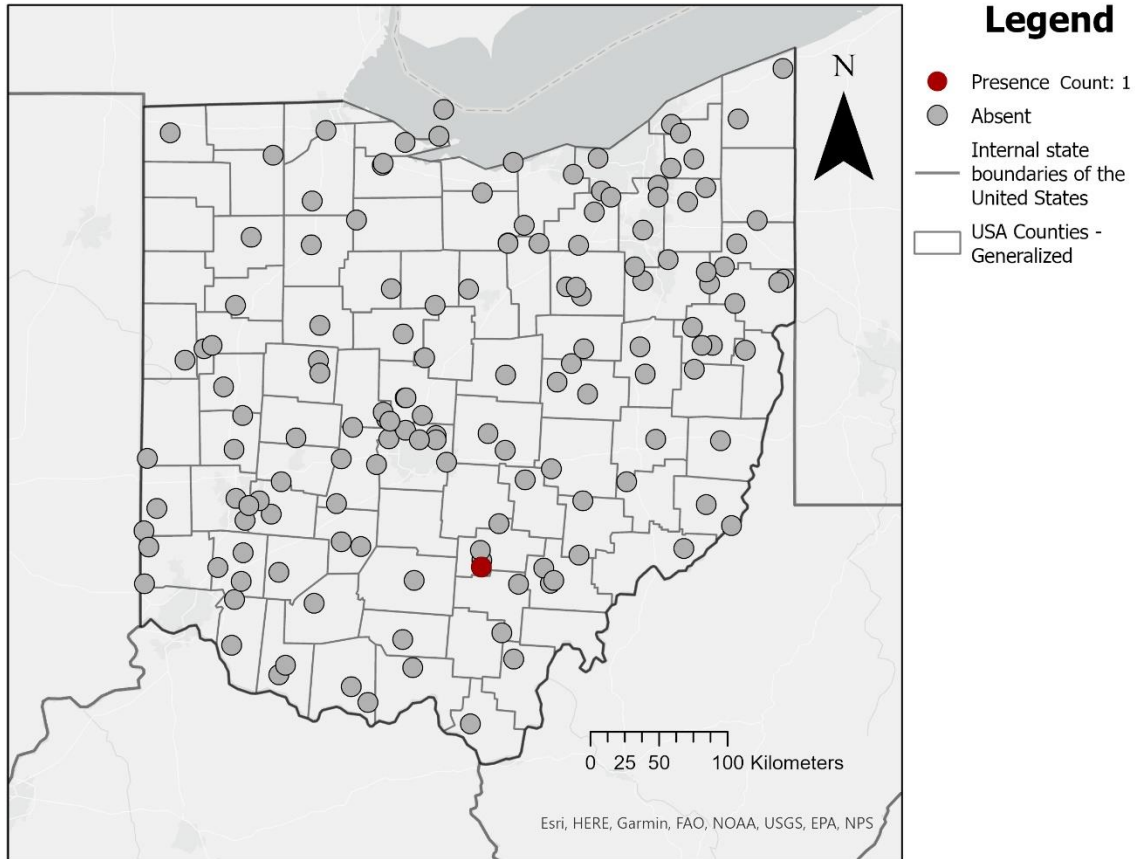 Legend
N
Presence Count: 1
Absent
Internal state
boundaries of the
United States
USA Counties -
Generalized
0 25 50 100 Kilometers
Esri, HERE, Garmin, FAO, NOAA, USGS, EPA, NPS